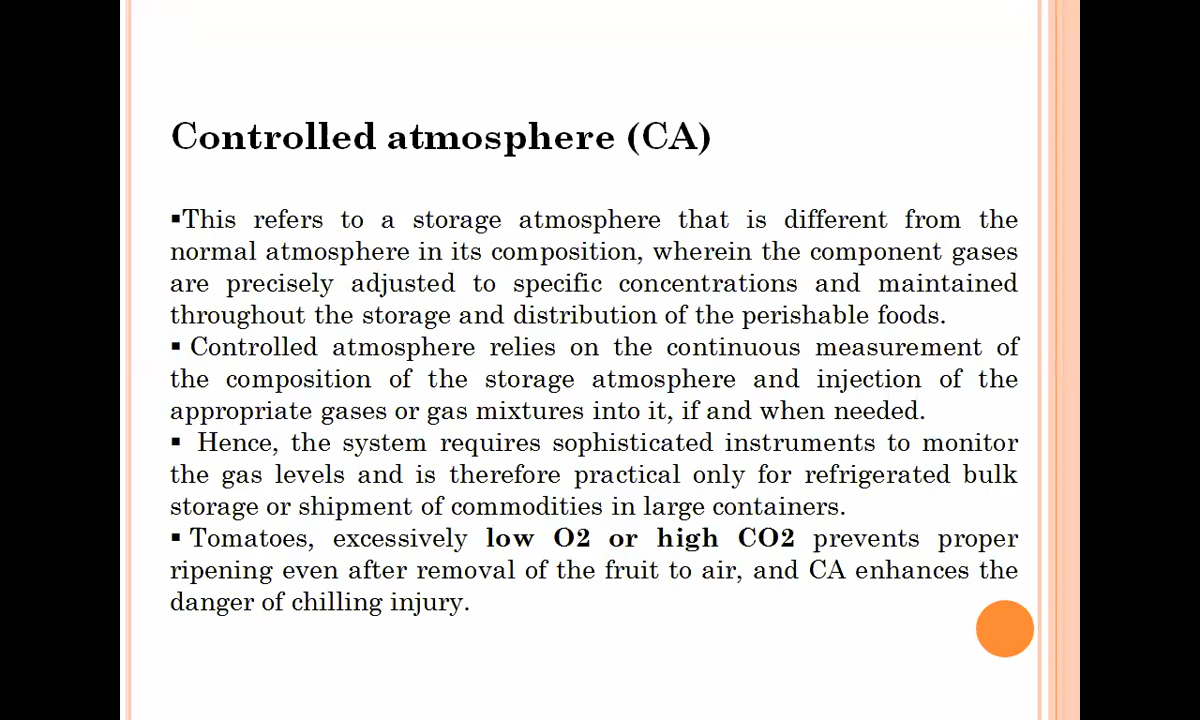 Controlled atmosphere (CA)
▪This refers to a storage atmosphere that is different from the
normal atmosphere in its composition, wherein the component gases
are precisely adjusted to specific concentrations and maintained
throughout the storage and distribution of the perishable foods.
▪ Controlled atmosphere relies on the continuous measurement of
the composition of the storage atmosphere and injection of the
appropriate gases or gas mixtures into it, if and when needed.
▪ Hence, the system requires sophisticated instruments to monitor
the gas levels and is therefore practical only for refrigerated bulk
storage or shipment of commodities in large containers.
▪ Tomatoes, excessively low O2 or high CO2 prevents proper
ripening even after removal of the fruit to air, and CA enhances the
danger of chilling injury.